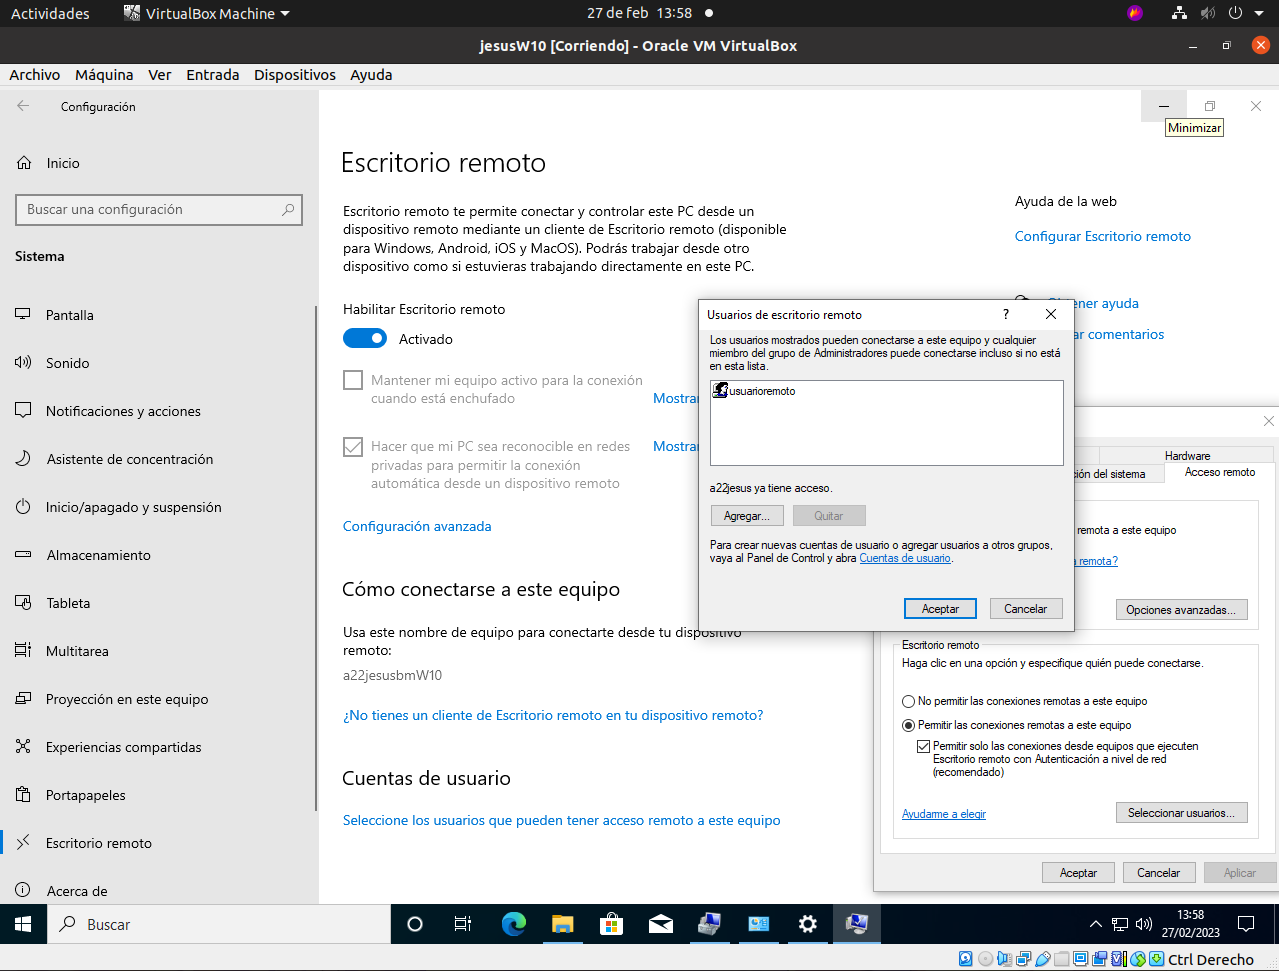 Actividades
VirtualBox Machine
27 de feb 13:58
jesusW10 [Corriendo] - Oracle VM VirtualBox
Archivo Máquina Ver Entrada Dispositivos Ayuda
Configuración
Minimizar
Inicio
Buscar una configuración
Sistema
Pantalla
Sonido
Notificaciones y acciones
Asistente de concentración
Inicio/apagado y suspensión
Almacenamiento
Tableta
Multitarea
Proyección en este equipo
Experiencias compartidas
Portapapeles
Escritorio remoto
Acerca de
Escritorio remoto
Escritorio remoto te permite conectar y controlar este PC desde un
dispositivo remoto mediante un cliente de Escritorio remoto (disponible
para Windows, Android, iOS y MacOS). Podrás trabajar desde otro
dispositivo como si estuvieras trabajando directamente en este PC.
Habilitar Escritorio remoto
Activado
Mantener mi equipo activo para la conexión
cuando está enchufado
Mostrar
Hacer que mi PC sea reconocible en redes
privadas para permitir la conexión
automática desde un dispositivo remoto
Mostrar
Configuración avanzada
Cómo conectarse a este equipo
Usa este nombre de equipo para conectarte desde tu dispositivo
remoto:
a22jesusbmW10
¿No tienes un cliente de Escritorio remoto en tu dispositivo remoto?
Cuentas de usuario
Seleccione los usuarios que pueden tener acceso remoto a este equipo
Ayuda de la web
Configurar Escritorio remoto
ener ayuda
ar comentarios
Usuarios de escritorio remoto
?
Los usuarios mostrados pueden conectarse a este equipo y cualquier
miembro del grupo de Administradores puede conectarse incluso si no está
en esta lista.
usuarioremoto
a22jesus ya tiene acceso.
Agregar...
Quitar
Para crear nuevas cuentas de usuario o agregar usuarios a otros grupos,
vaya al Panel de Control y abra Cuentas de usuario.
Aceptar
Cancelar
Hardware
ción del sistema
Acceso remoto
remota a este equipo
a remota?
Opciones avanzadas...
Escritorio remoto
Haga clic en una opción y especifique quién puede conectarse.
No permitir las conexiones remotas a este equipo
Permitir las conexiones remotas a este equipo
Permitir solo las conexiones desde equipos que ejecuten
Escritorio remoto con Autenticación a nivel de red
(recomendado)
Ayudarme a elegir
Seleccionar usuarios...
Aceptar
Cancelar
Aplicar
Buscar
13:58
27/02/2023
Ctrl Derecho